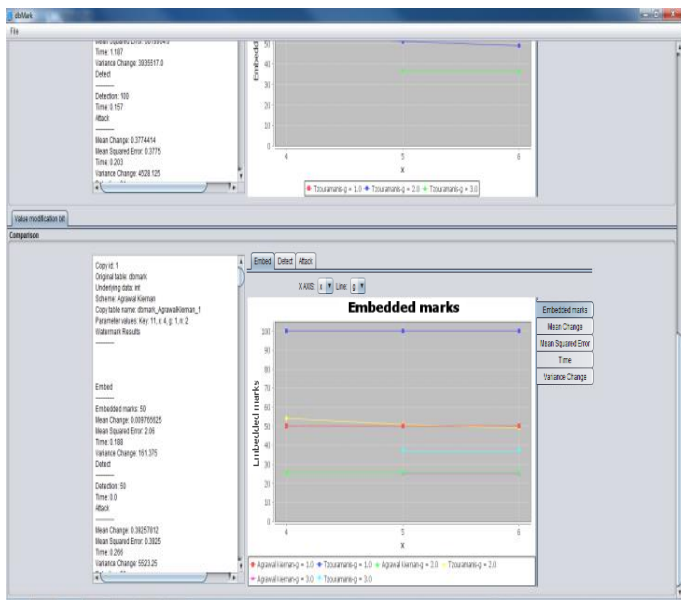 dbMark
File
Mean Squared Error:
Time: 1.187
Variance Change: 3935517.0
Detect
Detection: 100
Time: 0.157
Attack
Mean Change: 0.3774414
Mean Squared Error: 0.3775
Time: 0.203
Variance Change: 4528.125
Embedded
50
40
30
20
10
0
4 5 6
x
Tzouramanis-g = 1.0 Tzouramanis-g = 2.0 Tzouramanis-g = 3.0
Value modification bit
Comparison
Copy id: 1
Original table: dbmark
Underlying data: int
Scheme: Agrawal Kiernan
Copy table name: dbmark_AgrawalKiernan_1
Parameter values: Key: 11, x: 4, g: 1, n: 2
Watermark Results
Embed
Embedded marks: 50
Mean Change: 0.009765625
Mean Squared Error: 2.06
Time: 0.188
Variance Change: 161.375
Detect
Detection: 50
Time: 0.0
Attack
Mean Change: 0.39257812
Mean Squared Error: 0.3925
Time: 0.266
Variance Change: 5523.25
Embed Detect Attack
X AXIS: x Line: g
Embedded marks
Embedded marks
100
90
80
70
60
50
40
30
20
10
0
4 5 6
x
Agrawal Kiernan-g = 1.0 Tzouramanis-g = 1.0 Agrawal Kiernan-g = 2.0 Tzouramanis-g = 2.0
Agrawal Kiernan-g = 3.0 Tzouramanis-g = 3.0
Embedded marks
Mean Change
Mean Squared Error
Time
Variance Change